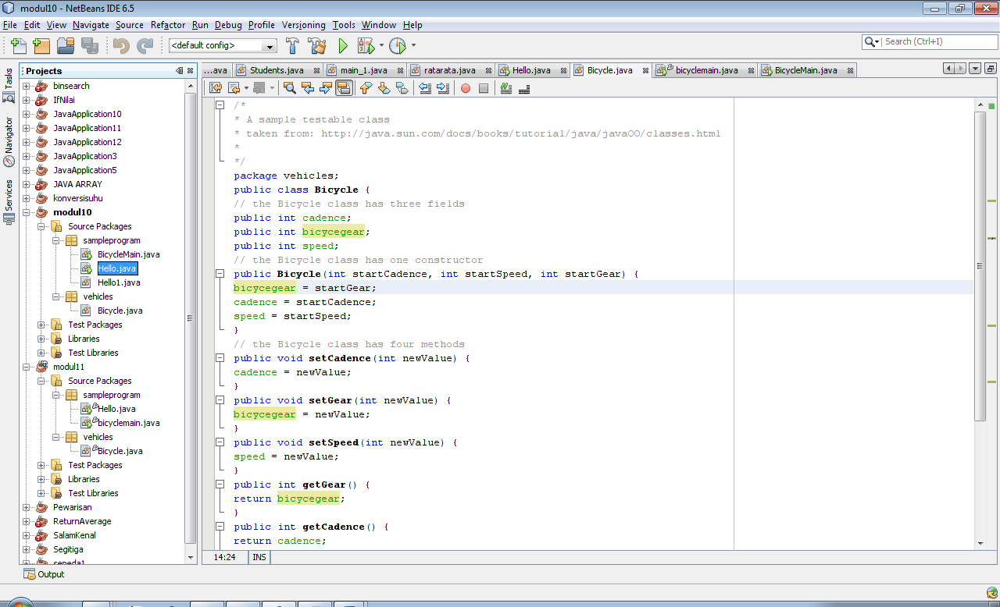 modul10 - NetBeans IDE 6.5
File Edit View Navigate Source Refactor Run Debug Profile Versioning Tools Window Help
<default config>
Search (Ctrl+I)
Tasks
Navigator
Services
Projects
binsearch
IfNilai
JavaApplication10
JavaApplication11
JavaApplication12
JavaApplication3
JavaApplication5
JAVA ARRAY
konversisuhu
modul10
Source Packages
sampleprogram
BicycleMain.java
Hello.java
Hello1.java
vehicles
Bicycle.java
Test Packages
Libraries
Test Libraries
modul11
Source Packages
sampleprogram
Hello.java
bicyclemain.java
vehicles
Bicycle.java
Test Packages
Libraries
Test Libraries
Pewarisan
ReturnAverage
SalamKenal
Segitiga
sepeda1
...ava Students.java main_1.java ratarata.java Hello.java Bicycle.java bicyclemain.java BicycleMain.java
/*
* A sample testable class
* taken from: http://java.sun.com/docs/books/tutorial/java/javaOO/classes.html
*
*/
package vehicles;
public class Bicycle {
// the Bicycle class has three fields
public int cadence;
public int bicycegear;
public int speed;
// the Bicycle class has one constructor
public Bicycle(int startCadence, int startSpeed, int startGear) {
bicycegear = startGear;
cadence = startCadence;
speed = startSpeed;
}
// the Bicycle class has four methods
public void setCadence(int newValue) {
cadence = newValue;
}
public void setGear(int newValue) {
bicycegear = newValue;
}
public void setSpeed(int newValue) {
speed = newValue;
}
public int getGear() {
return bicycegear;
}
public int getCadence() {
return cadence;
14:24 INS
Output